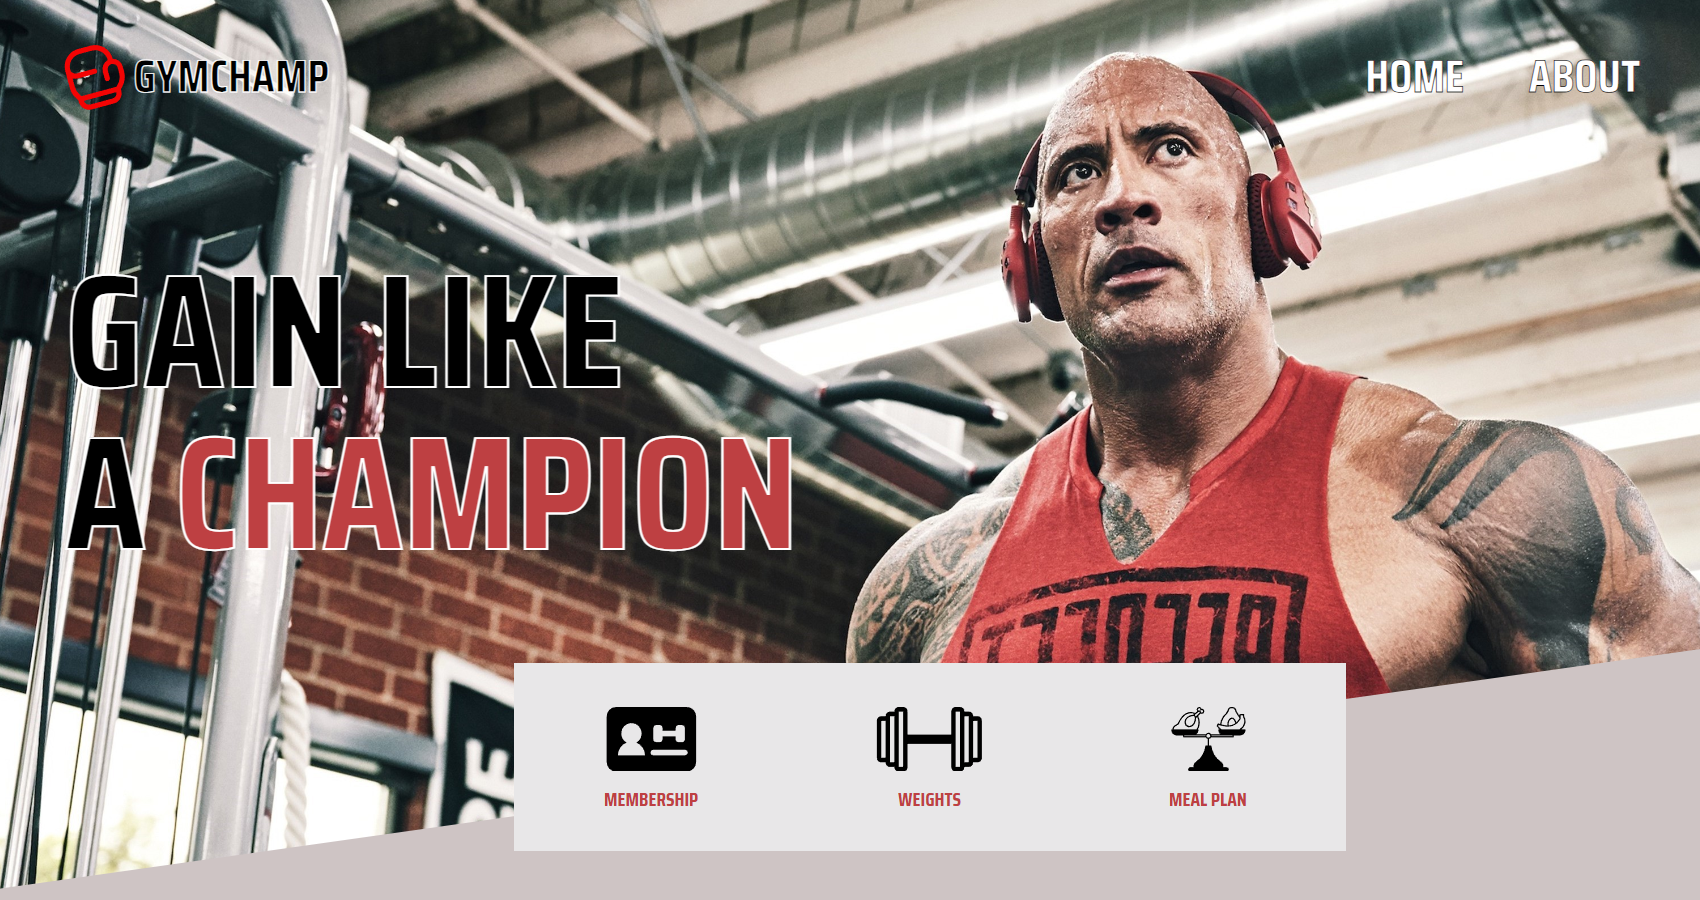 GYMCHAMP
HOME
ABOUT
GAIN LIKE
A CHAMPION
MEMBERSHIP
WEIGHTS
MEAL PLAN